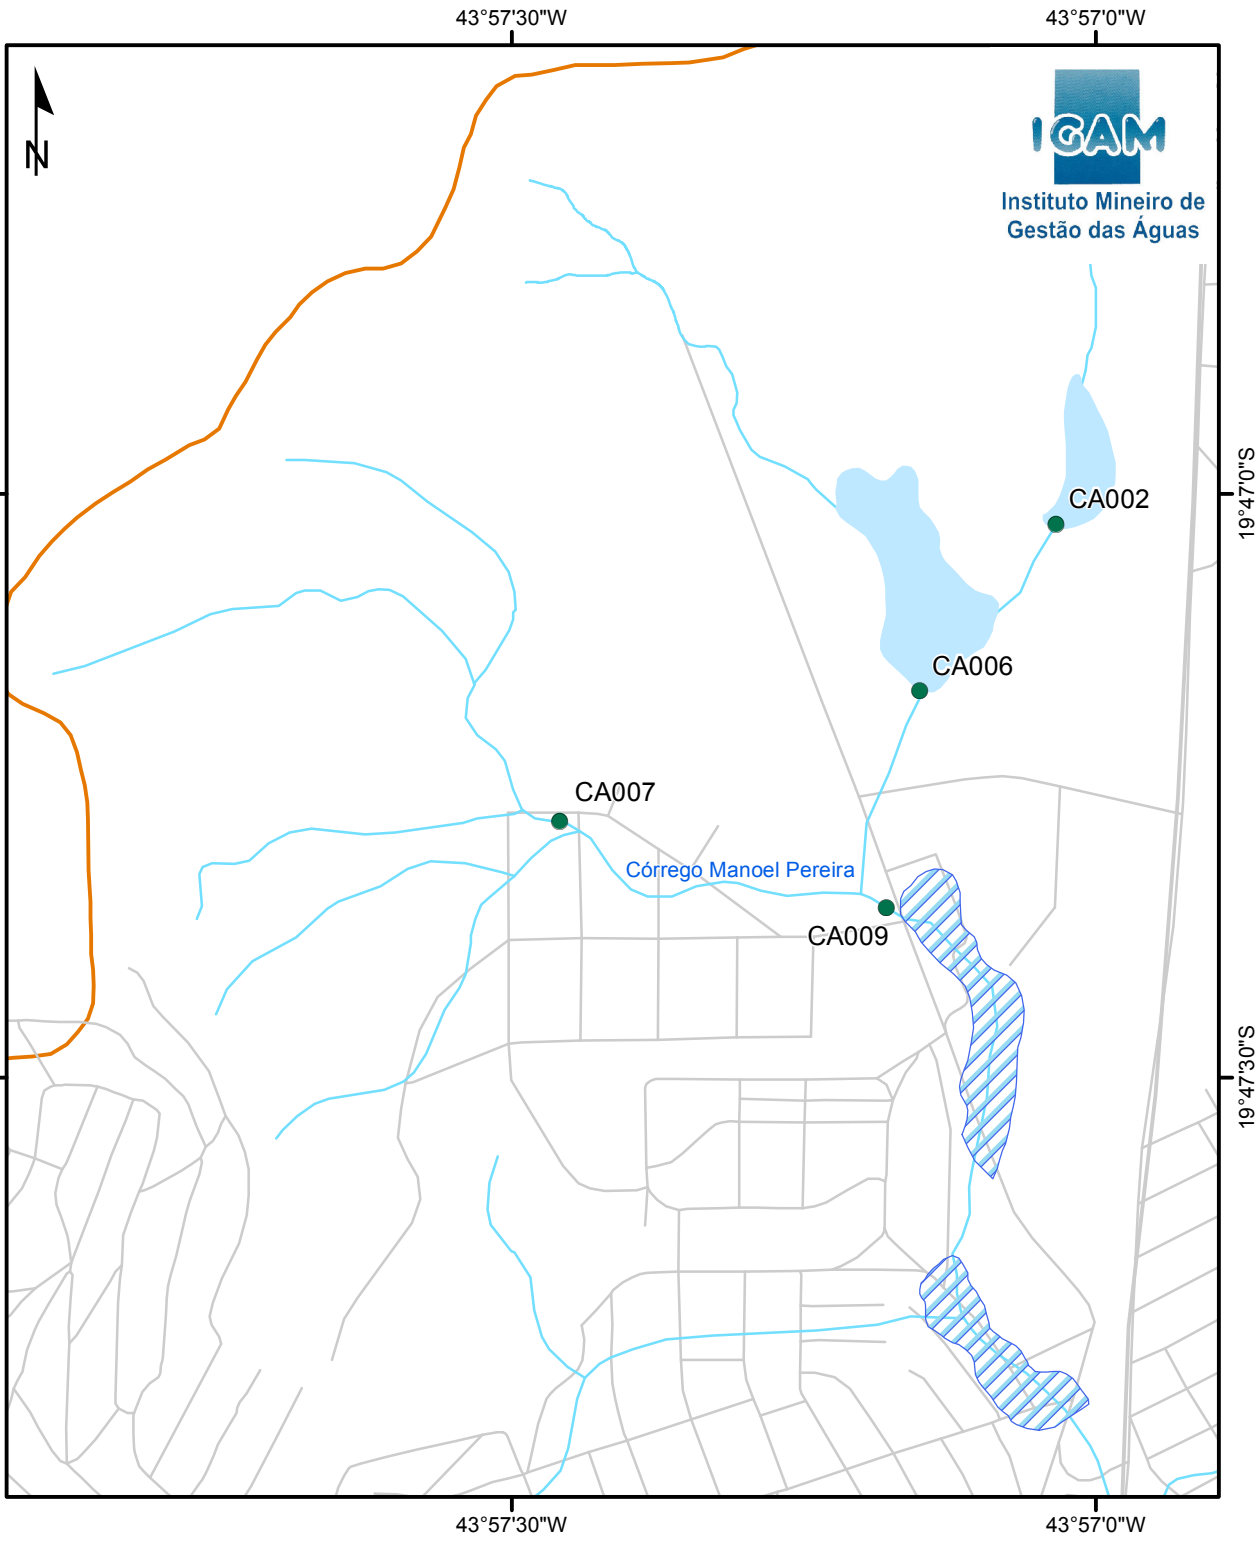 43°57'30"W
43°57'0"W
N
IGAM
Instituto Mineiro de
Gestão das Águas
19°47'0"S
CA002
CA006
CA007
Córrego Manoel Pereira
CA009
19°47'30"S
43°57'30"W
43°57'0"W